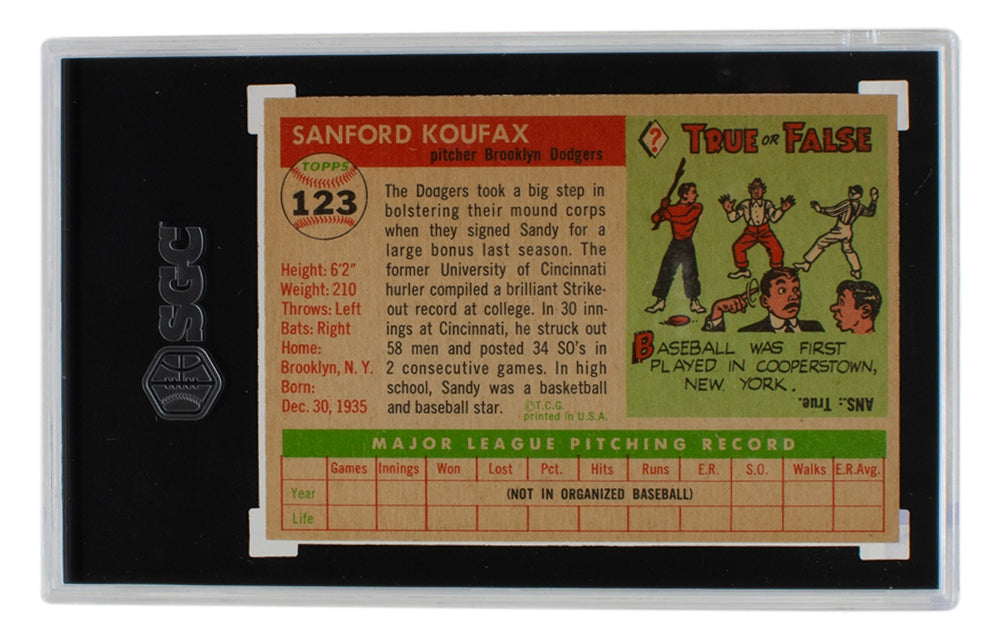 SGC
SANFORD KOUFAX
pitcher Brooklyn Dodgers
TOPPS
123
Height: 6'2"
Weight: 210
Throws: Left
Bats: Right
Home:
Brooklyn, N. Y.
Born:
Dec. 30, 1935
The Dodgers took a big step in
bolstering their mound corps
when they signed Sandy for a
large bonus last season. The
former University of Cincinnati
hurler compiled a brilliant Strike-
out record at college. In 30 inn-
ings at Cincinnati, he struck out
58 men and posted 34 SO's in
2 consecutive games. In high
school, Sandy was a basketball
and baseball star.
©T.C.G.
printed in U.S.A.
?
TRUE OR FALSE
BASEBALL WAS FIRST
PLAYED IN COOPERSTOWN,
NEW YORK.
ANS.: True.
MAJOR LEAGUE PITCHING RECORD
Games Innings Won Lost Pct. Hits Runs E.R. S.O. Walks E.R.Avg.
Year (NOT IN ORGANIZED BASEBALL)
Life